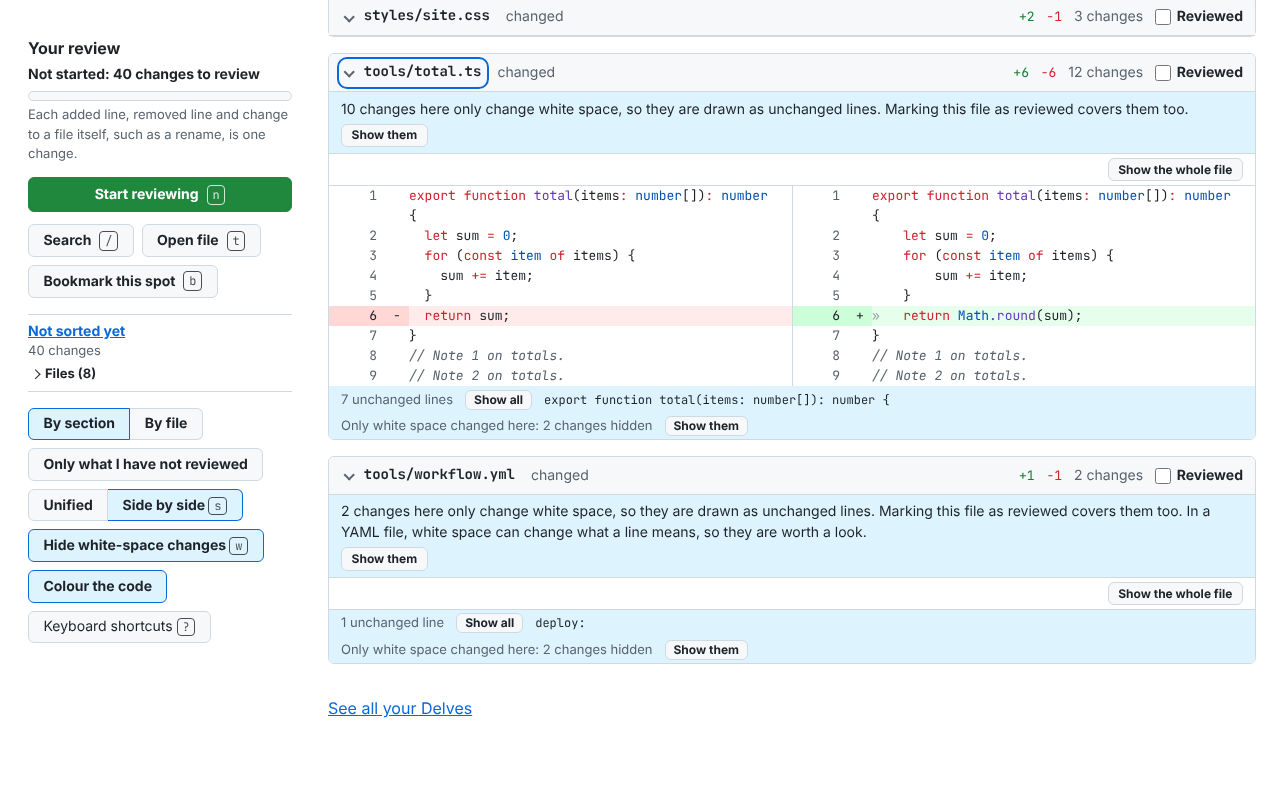 styles/site.css changed +2 -1 3 changes Reviewed
Your review
Not started: 40 changes to review
Each added line, removed line and change
to a file itself, such as a rename, is one
change.
Start reviewing n
Search / Open file t
Bookmark this spot b
Not sorted yet
40 changes
Files (8)
By section By file
Only what I have not reviewed
Unified Side by side s
Hide white-space changes w
Colour the code
Keyboard shortcuts ?
tools/total.ts changed +6 -6 12 changes Reviewed
10 changes here only change white space, so they are drawn as unchanged lines. Marking this file as reviewed covers them too.
Show them
Show the whole file
1 export function total(items: number[]): number
{
2 let sum = 0;
3 for (const item of items) {
4 sum += item;
5 }
6 - return sum;
7 }
8 // Note 1 on totals.
9 // Note 2 on totals.
1 export function total(items: number[]): number
{
2 let sum = 0;
3 for (const item of items) {
4 sum += item;
5 }
6 + » return Math.round(sum);
7 }
8 // Note 1 on totals.
9 // Note 2 on totals.
7 unchanged lines Show all export function total(items: number[]): number {
Only white space changed here: 2 changes hidden Show them
tools/workflow.yml changed +1 -1 2 changes Reviewed
2 changes here only change white space, so they are drawn as unchanged lines. Marking this file as reviewed covers them too. In a
YAML file, white space can change what a line means, so they are worth a look.
Show them
Show the whole file
1 unchanged line Show all deploy:
Only white space changed here: 2 changes hidden Show them
See all your Delves